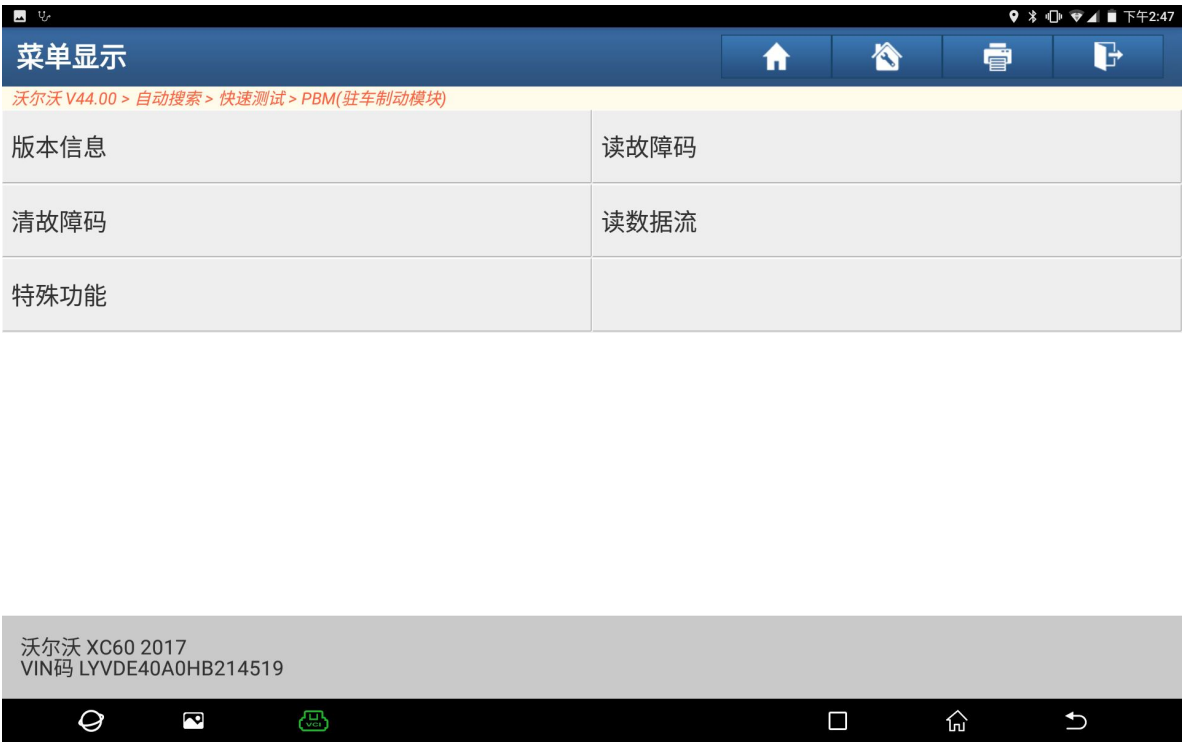 下午2:47
菜单显示
沃尔沃 V44.00 > 自动搜索 > 快速测试 > PBM(驻车制动模块)
版本信息
读故障码
清故障码
读数据流
特殊功能
沃尔沃 XC60 2017
VIN码 LYVDE40A0HB214519
VCI